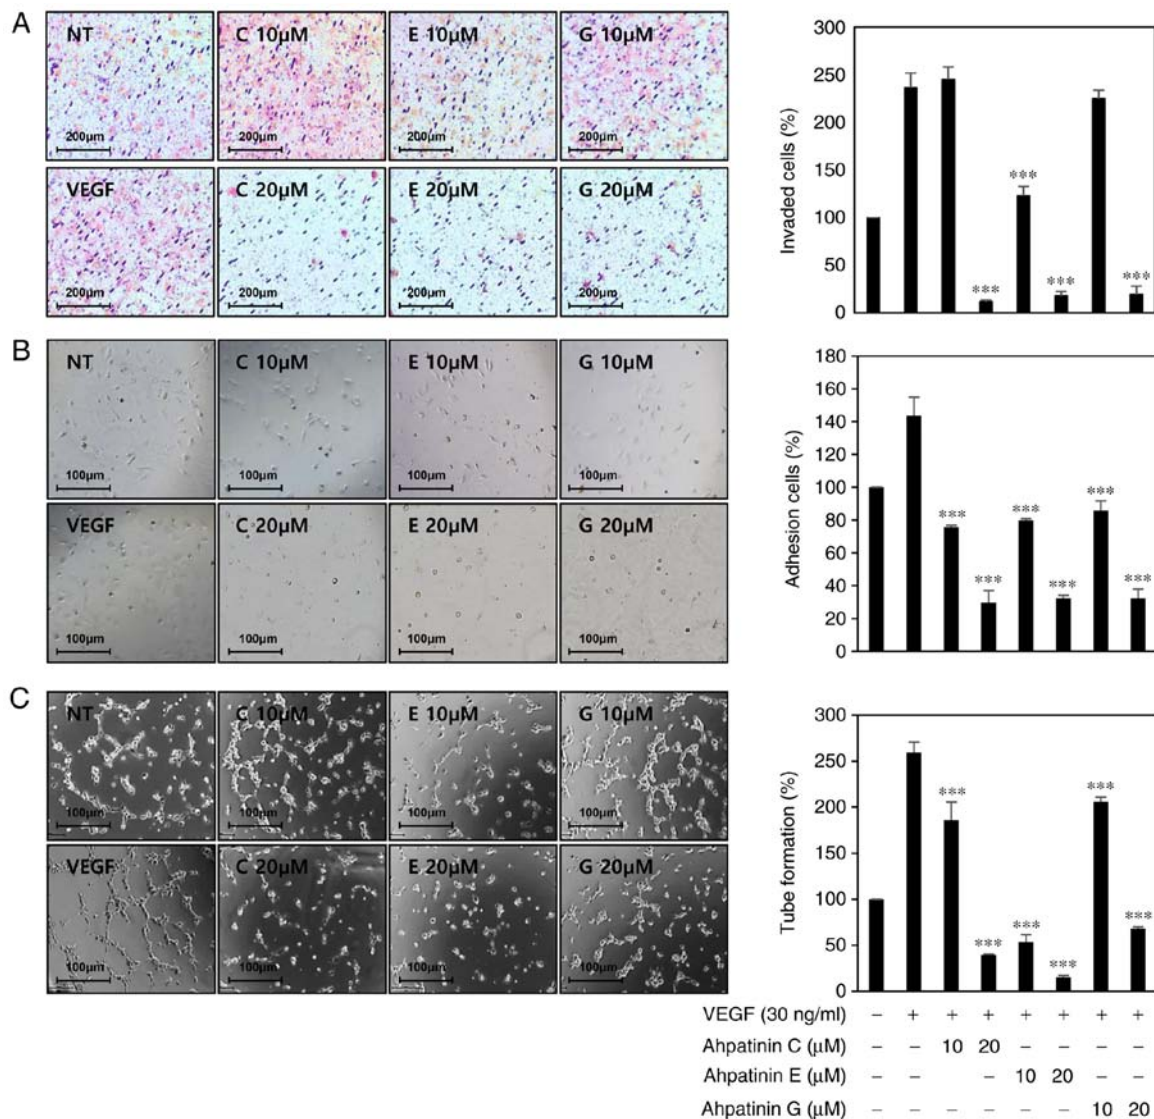 A
NT
C 10μM
E 10μM
G 10μM
200μm
200μm
200μm
200μm
VEGF
C 20μM
E 20μM
G 20μM
200μm
200μm
200μm
200μm
300
250
200
150
100
50
0
Invaded cells (%)
***
***
***
***
B
NT
C 10μM
E 10μM
G 10μM
100μm
100μm
100μm
100μm
VEGF
C 20μM
E 20μM
G 20μM
100μm
100μm
100μm
100μm
180
160
140
120
100
80
60
40
20
0
Adhesion cells (%)
***
***
***
***
***
***
C
NT
C 10μM
E 10μM
G 10μM
100μm
100μm
100μm
100μm
VEGF
C 20μM
E 20μM
G 20μM
100μm
100μm
100μm
100μm
300
250
200
150
100
50
0
Tube formation (%)
***
***
***
***
***
***
VEGF (30 ng/ml) – + + + + + + +
Ahpatinin C (μM) – – 10 20 – – – –
Ahpatinin E (μM) – – – – 10 20 – –
Ahpatinin G (μM) – – – – – – 10 20